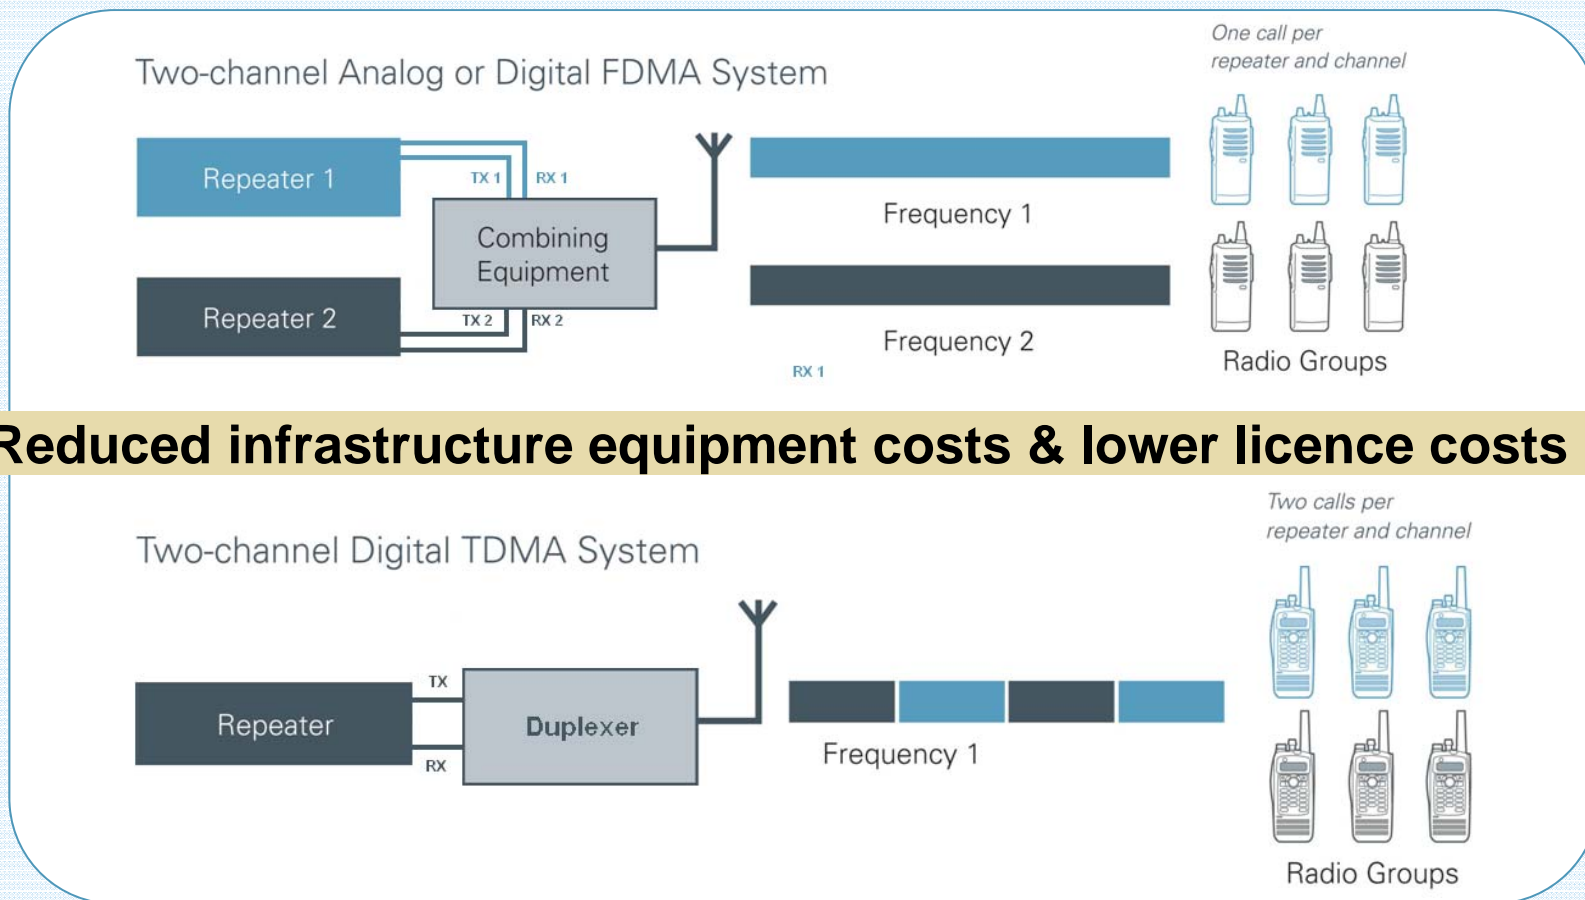 One call per
repeater and channel
Two-channel Analog or Digital FDMA System
Repeater 1
TX 1
RX 1
Combining
Equipment
Frequency 1
Repeater 2
TX 2
RX 2
Frequency 2
RX 1
Radio Groups
Reduced infrastructure equipment costs & lower licence costs
Two calls per
repeater and channel
Two-channel Digital TDMA System
TX
Repeater
Duplexer
RX
Frequency 1
Radio Groups